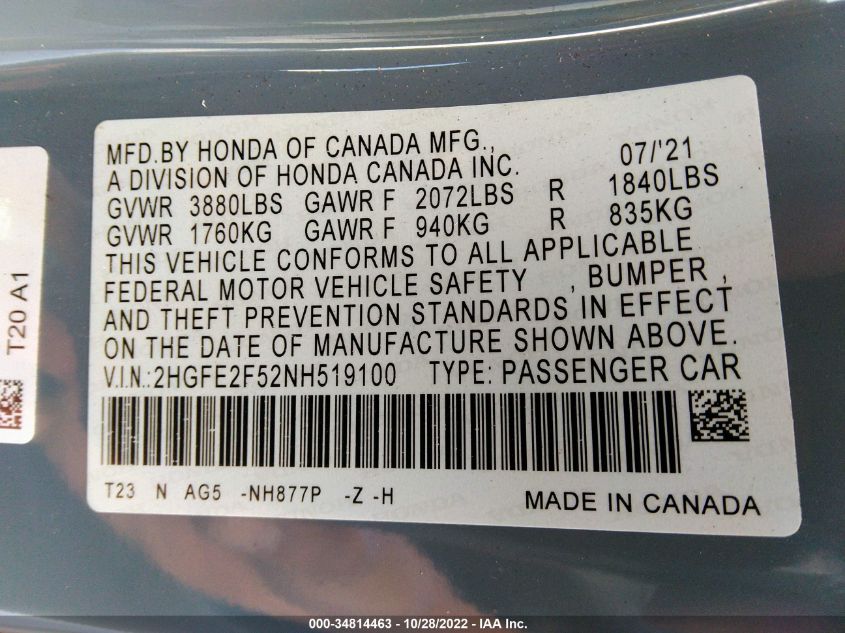 MFD.BY HONDA OF CANADA MFG., 07/'21
A DIVISION OF HONDA CANADA INC.
GVWR 3880LBS GAWR F 2072LBS R 1840LBS
GVWR 1760KG GAWR F 940KG R 835KG
THIS VEHICLE CONFORMS TO ALL APPLICABLE
FEDERAL MOTOR VEHICLE SAFETY , BUMPER ,
AND THEFT PREVENTION STANDARDS IN EFFECT
ON THE DATE OF MANUFACTURE SHOWN ABOVE.
V.I.N.:2HGFE2F52NH519100 TYPE: PASSENGER CAR
T23 N AG5 -NH877P -Z -H MADE IN CANADA
T20 A1
000-34814463 - 10/28/2022 - IAA Inc.